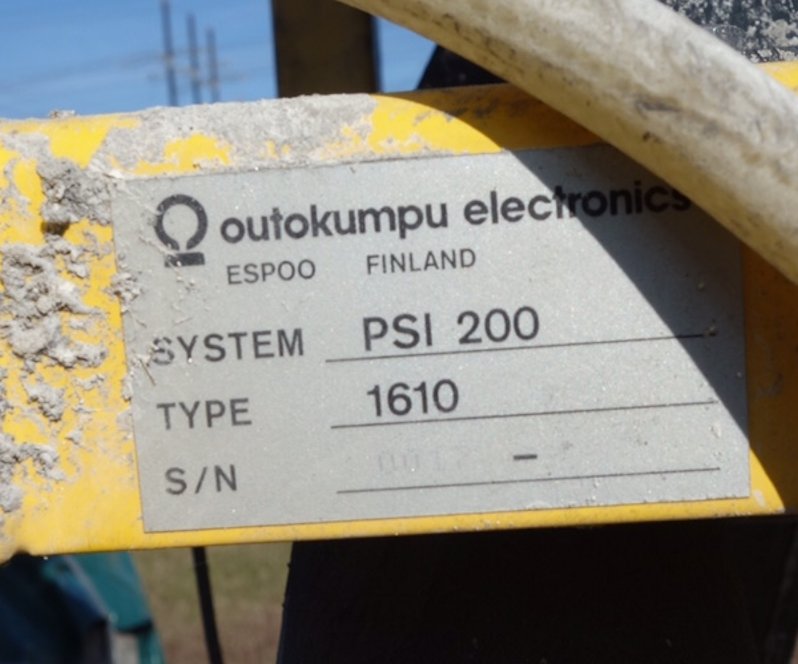 outokumpu electronics
ESPOO FINLAND
SYSTEM PSI 200
TYPE 1610
S/N -